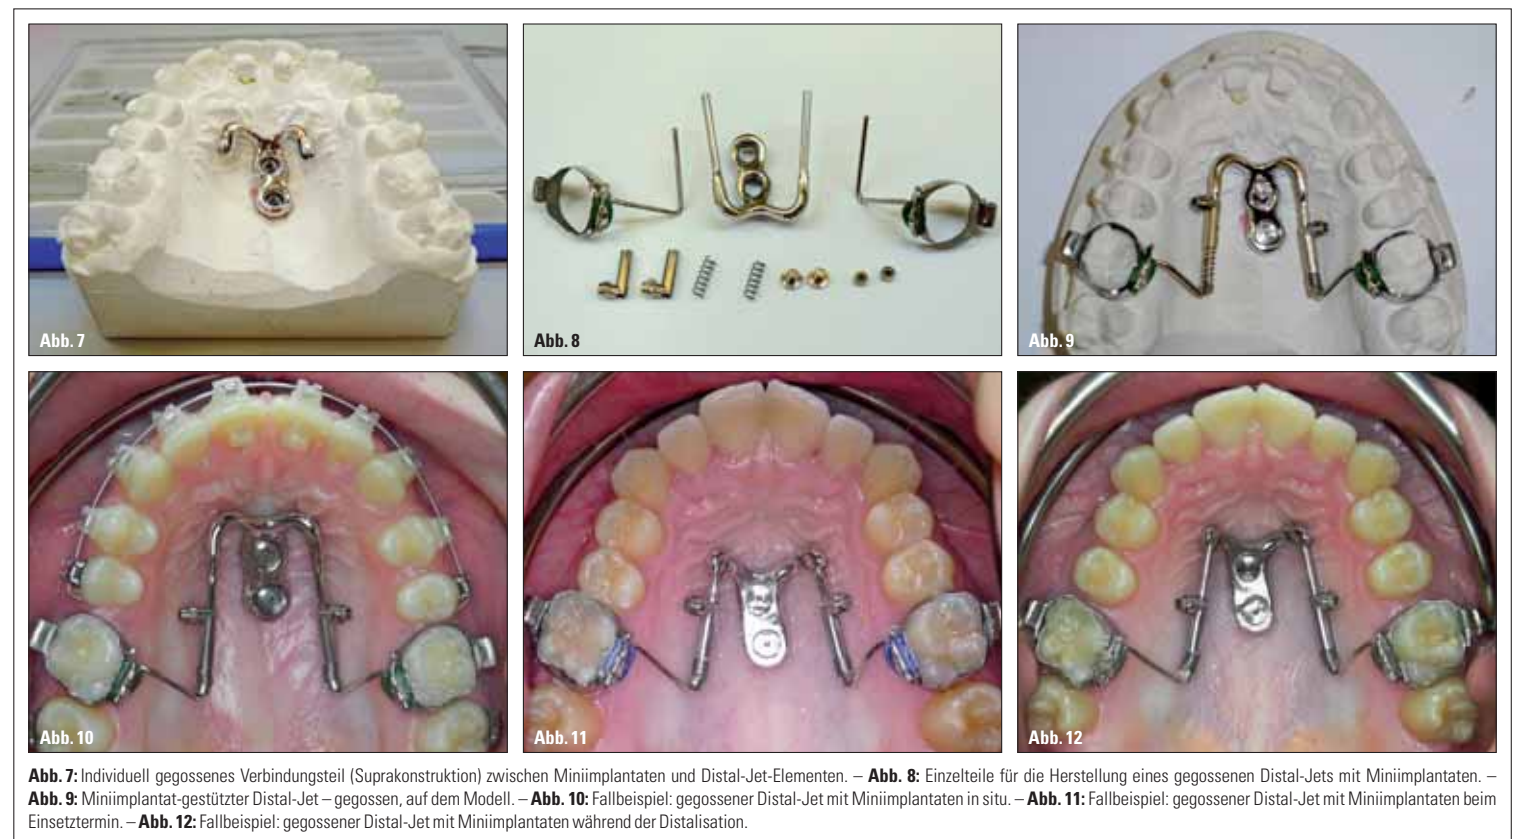 Abb. 7
Abb. 8
Abb. 9
Abb. 10
Abb. 11
Abb. 12
Abb. 7: Individuell gegossenes Verbindungsteil (Suprakonstruktion) zwischen Miniimplantaten und Distal-Jet-Elementen. – Abb. 8: Einzelteile für die Herstellung eines gegossenen Distal-Jets mit Miniimplantaten. –
Abb. 9: Miniimplantat-gestützter Distal-Jet – gegossen, auf dem Modell. – Abb. 10: Fallbeispiel: gegossener Distal-Jet mit Miniimplantaten in situ. – Abb. 11: Fallbeispiel: gegossener Distal-Jet mit Miniimplantaten beim
Einsetztermin. – Abb. 12: Fallbeispiel: gegossener Distal-Jet mit Miniimplantaten während der Distalisation.